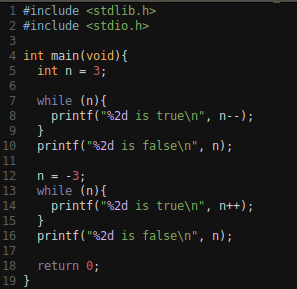 1 #include <stdlib.h>
2 #include <stdio.h>
3
4 int main(void){
5   int n = 3;
6
7   while (n){
8     printf("%2d is true\n", n--);
9   }
10   printf("%2d is false\n", n);
11
12   n = -3;
13   while (n){
14     printf("%2d is true\n", n++);
15   }
16   printf("%2d is false\n", n);
17
18   return 0;
19 }